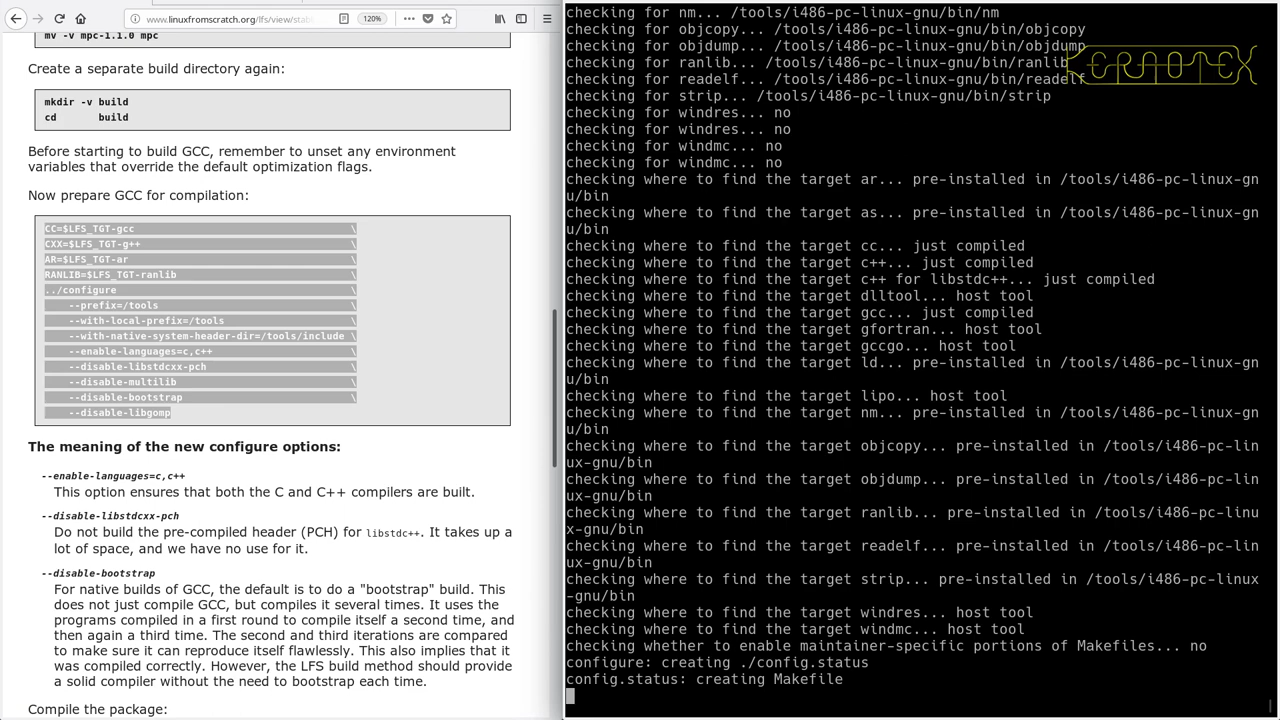 www.linuxfromscratch.org/lfs/view/stab
120%
mv -v mpc-1.1.0 mpc
Create a separate build directory again:
mkdir -v build
cd       build
Before starting to build GCC, remember to unset any environment
variables that override the default optimization flags.
Now prepare GCC for compilation:
CC=$LFS_TGT-gcc                                    \
CXX=$LFS_TGT-g++                                   \
AR=$LFS_TGT-ar                                     \
RANLIB=$LFS_TGT-ranlib                             \
../configure                                       \
    --prefix=/tools                                \
    --with-local-prefix=/tools                     \
    --with-native-system-header-dir=/tools/include \
    --enable-languages=c,c++                       \
    --disable-libstdcxx-pch                        \
    --disable-multilib                             \
    --disable-bootstrap                            \
    --disable-libgomp
The meaning of the new configure options:
--enable-languages=c,c++
This option ensures that both the C and C++ compilers are built.
--disable-libstdcxx-pch
Do not build the pre-compiled header (PCH) for libstdc++. It takes up a
lot of space, and we have no use for it.
--disable-bootstrap
For native builds of GCC, the default is to do a "bootstrap" build. This
does not just compile GCC, but compiles it several times. It uses the
programs compiled in a first round to compile itself a second time, and
then again a third time. The second and third iterations are compared
to make sure it can reproduce itself flawlessly. This also implies that it
was compiled correctly. However, the LFS build method should provide
a solid compiler without the need to bootstrap each time.
Compile the package:
checking for nm... /tools/i486-pc-linux-gnu/bin/nm
checking for objcopy... /tools/i486-pc-linux-gnu/bin/objcopy
checking for objdump... /tools/i486-pc-linux-gnu/bin/objdump
checking for ranlib... /tools/i486-pc-linux-gnu/bin/ranlib
checking for readelf... /tools/i486-pc-linux-gnu/bin/readelf
checking for strip... /tools/i486-pc-linux-gnu/bin/strip
checking for windres... no
checking for windres... no
checking for windmc... no
checking for windmc... no
checking where to find the target ar... pre-installed in /tools/i486-pc-linux-gn
u/bin
checking where to find the target as... pre-installed in /tools/i486-pc-linux-gn
u/bin
checking where to find the target cc... just compiled
checking where to find the target c++... just compiled
checking where to find the target c++ for libstdc++... just compiled
checking where to find the target dlltool... host tool
checking where to find the target gcc... just compiled
checking where to find the target gfortran... host tool
checking where to find the target gccgo... host tool
checking where to find the target ld... pre-installed in /tools/i486-pc-linux-gn
u/bin
checking where to find the target lipo... host tool
checking where to find the target nm... pre-installed in /tools/i486-pc-linux-gn
u/bin
checking where to find the target objcopy... pre-installed in /tools/i486-pc-lin
ux-gnu/bin
checking where to find the target objdump... pre-installed in /tools/i486-pc-lin
ux-gnu/bin
checking where to find the target ranlib... pre-installed in /tools/i486-pc-linu
x-gnu/bin
checking where to find the target readelf... pre-installed in /tools/i486-pc-lin
ux-gnu/bin
checking where to find the target strip... pre-installed in /tools/i486-pc-linux
-gnu/bin
checking where to find the target windres... host tool
checking where to find the target windmc... host tool
checking whether to enable maintainer-specific portions of Makefiles... no
configure: creating ./config.status
config.status: creating Makefile